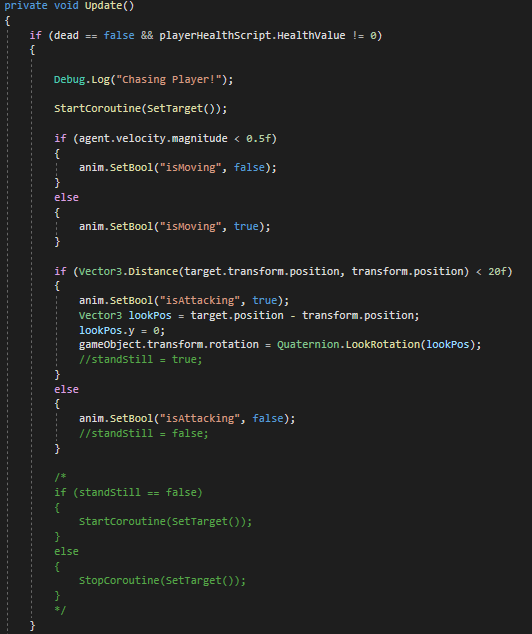 private void Update()
{
if (dead == false && playerHealthScript.HealthValue != 0)
{
Debug.Log("Chasing Player!");
StartCoroutine(SetTarget());
if (agent.velocity.magnitude < 0.5f)
{
anim.SetBool("isMoving", false);
}
else
{
anim.SetBool("isMoving", true);
}
if (Vector3.Distance(target.transform.position, transform.position) < 20f)
{
anim.SetBool("isAttacking", true);
Vector3 lookPos = target.position - transform.position;
lookPos.y = 0;
gameObject.transform.rotation = Quaternion.LookRotation(lookPos);
//standStill = true;
}
else
{
anim.SetBool("isAttacking", false);
//standStill = false;
}
/*
if (standStill == false)
{
StartCoroutine(SetTarget());
}
else
{
StopCoroutine(SetTarget());
}
*/
}